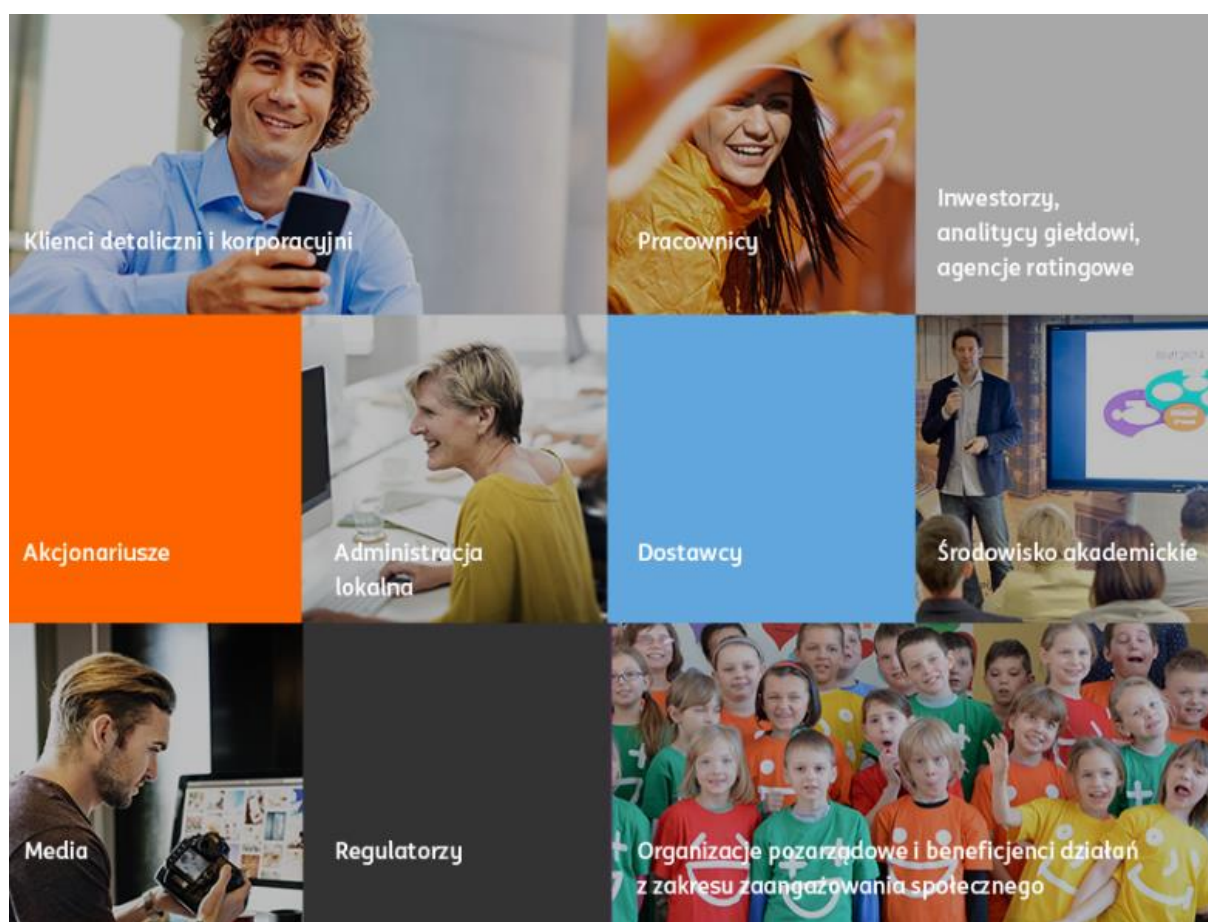 Klienci detaliczni i korporacyjni
Pracownicy
Inwestorzy,
analitycy giełdowi,
agencje ratingowe
Akcjonariusze
Administracja
lokalna
Dostawcy
Środowisko akademickie
Media
Regulatorzy
Organizacje pozarządowe i beneficjenci działań
z zakresu zaangażowania społecznego